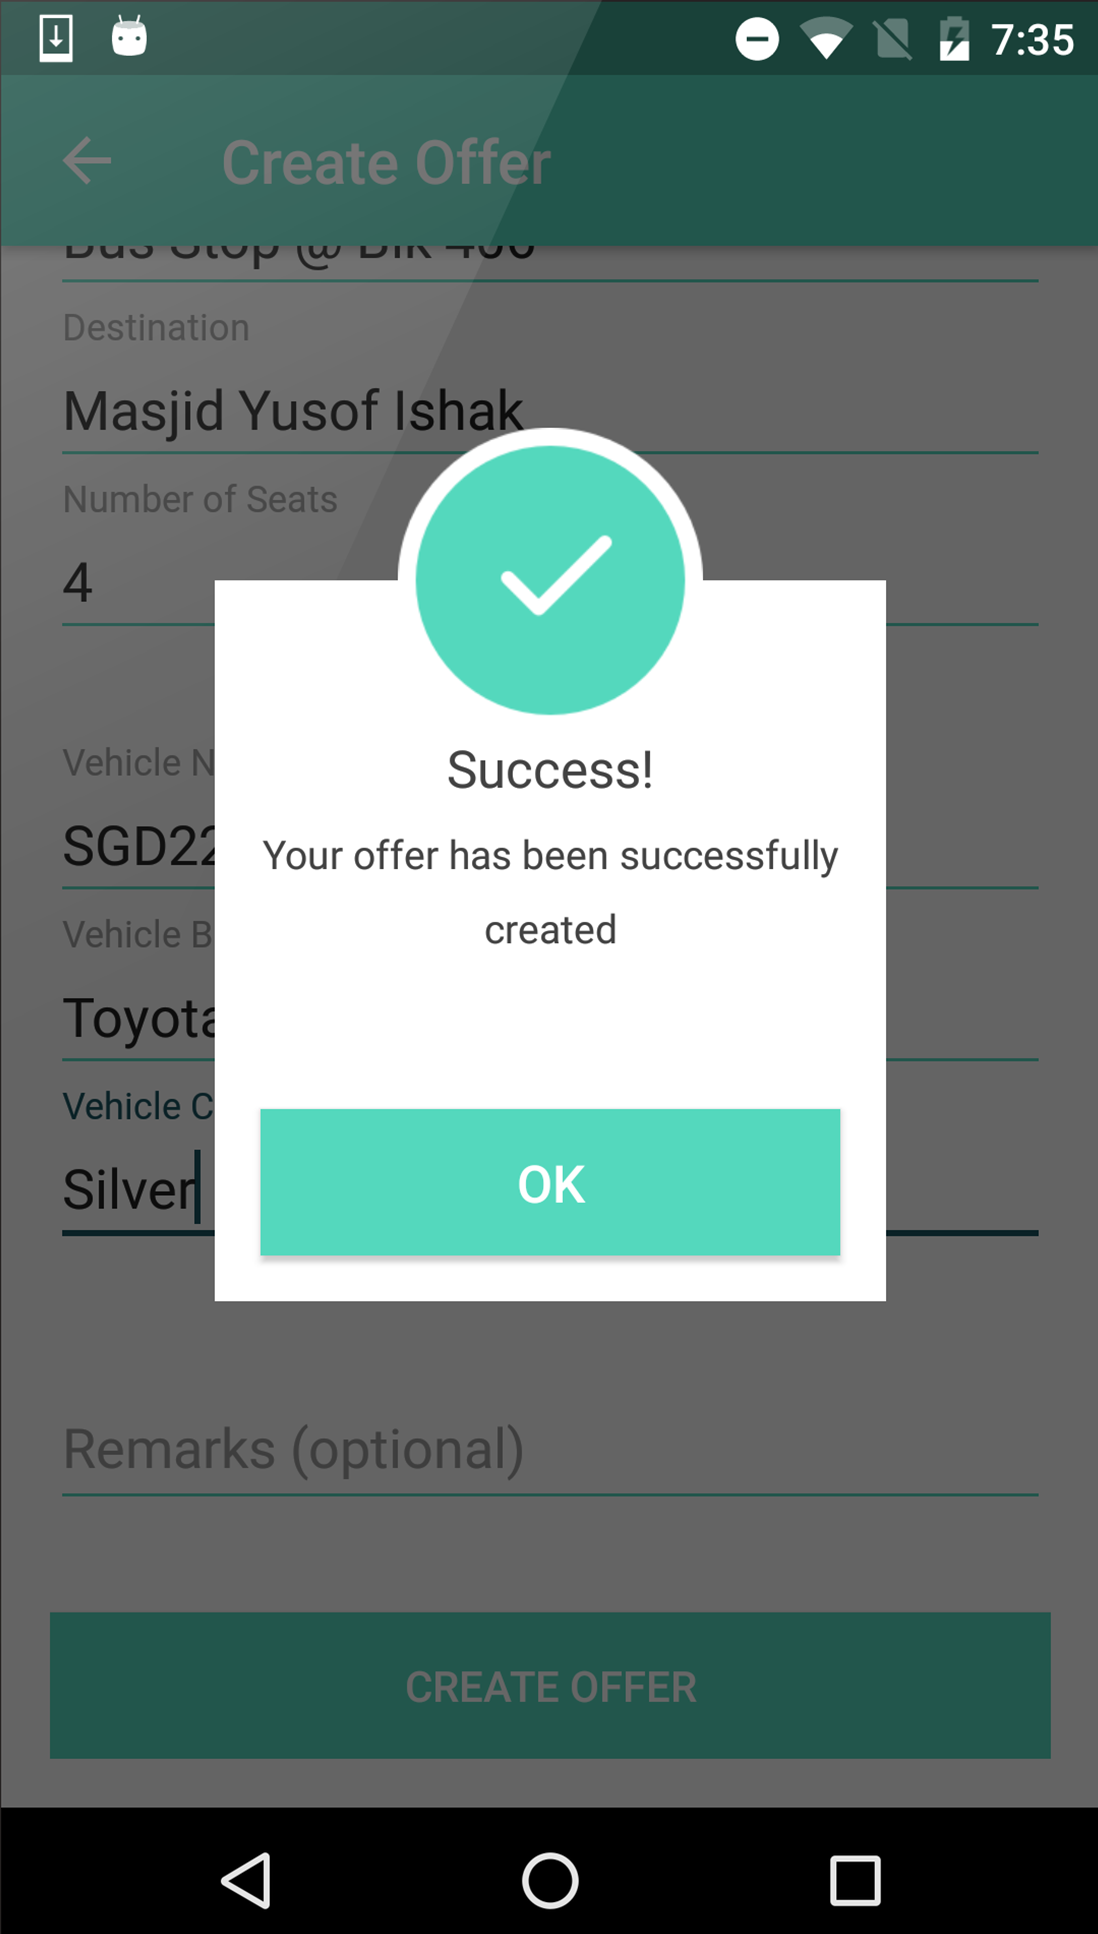 7:35
Create Offer
Bus Stop @ Blk 406
Destination
Masjid Yusof Ishak
Number of Seats
4
Vehicle N
SGD22
Vehicle B
Toyota
Vehicle C
Silver
Success!
Your offer has been successfully
created
OK
Remarks (optional)
CREATE OFFER